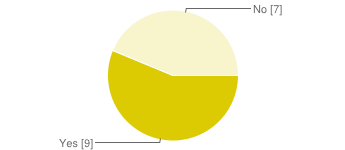 No [7]
Yes [9]